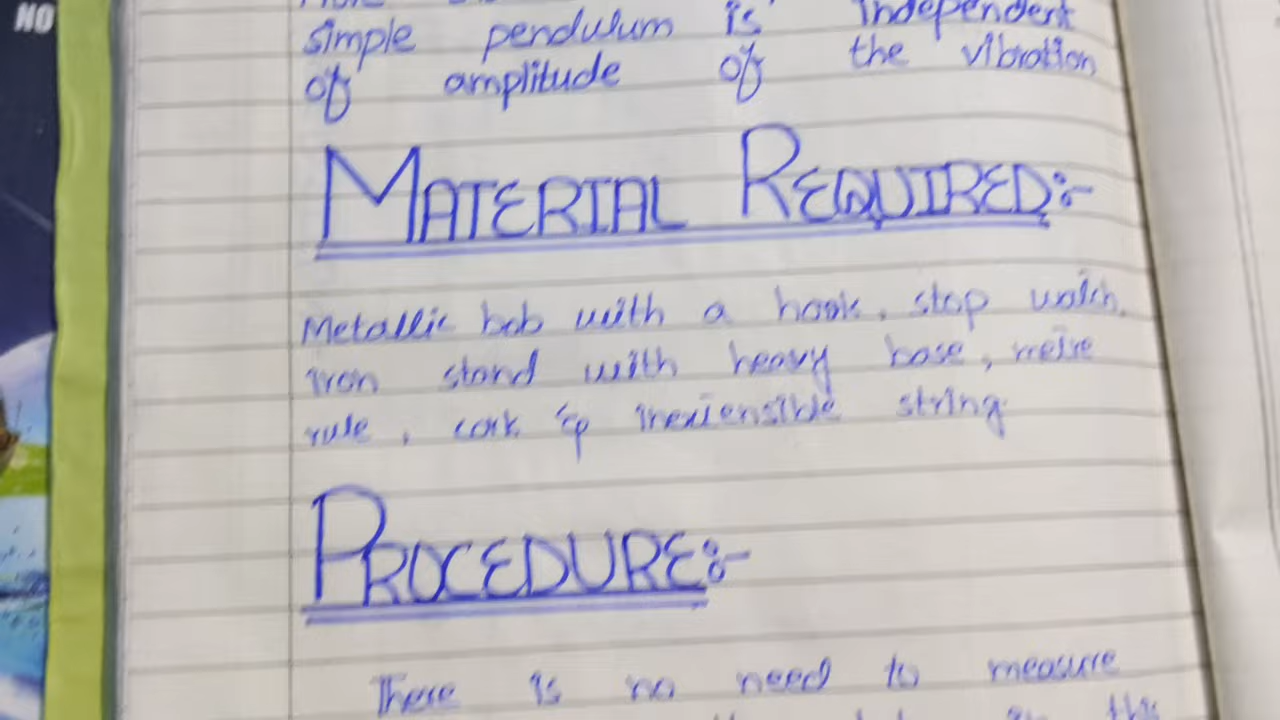 NO
simple pendulum is independent
of amplitude of the vibration
MATERIAL REQUIRED:-
Metallic bob with a hook, stop watch,
iron stand with heavy base, metre
rule, cork & inextensible string.
PROCEDURE:-
There is no need to measure